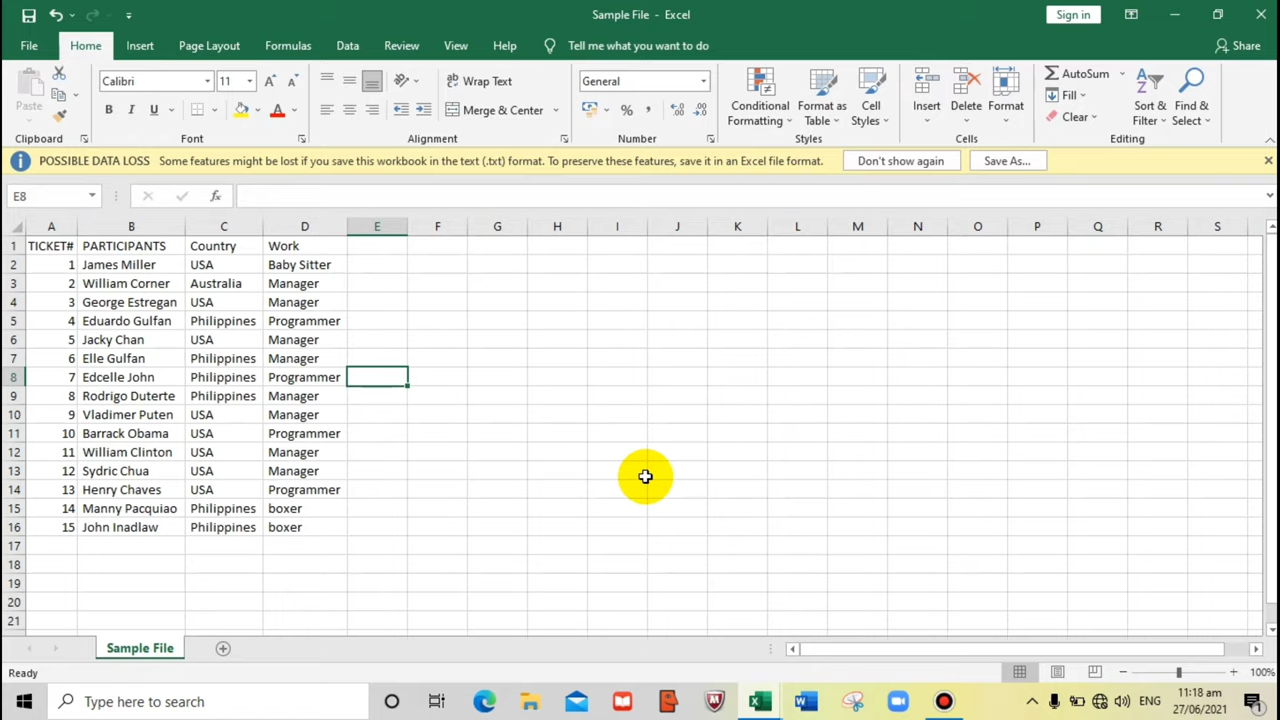 Sample File - Excel
Sign in
File Home Insert Page Layout Formulas Data Review View Help Tell me what you want to do Share
Paste Calibri 11 Wrap Text General Conditional Formatting Format as Table Cell Styles Insert Delete Format AutoSum Sort & Filter Find & Select
B I U Merge & Center % Fill
Clear
Clipboard Font Alignment Number Styles Cells Editing
POSSIBLE DATA LOSS Some features might be lost if you save this workbook in the text (.txt) format. To preserve these features, save it in an Excel file format. Don't show again Save As...
E8 fx
A B C D E F G H I J K L M N O P Q R S
1 TICKET# PARTICIPANTS Country Work
2 1 James Miller USA Baby Sitter
3 2 William Corner Australia Manager
4 3 George Estregan USA Manager
5 4 Eduardo Gulfan Philippines Programmer
6 5 Jacky Chan USA Manager
7 6 Elle Gulfan Philippines Manager
8 7 Edcelle John Philippines Programmer
9 8 Rodrigo Duterte Philippines Manager
10 9 Vladimer Puten USA Manager
11 10 Barrack Obama USA Programmer
12 11 William Clinton USA Manager
13 12 Sydric Chua USA Manager
14 13 Henry Chaves USA Programmer
15 14 Manny Pacquiao Philippines boxer
16 15 John Inadlaw Philippines boxer
17
18
19
20
21
Sample File
Ready 100%
Type here to search ENG 11:18 am
27/06/2021